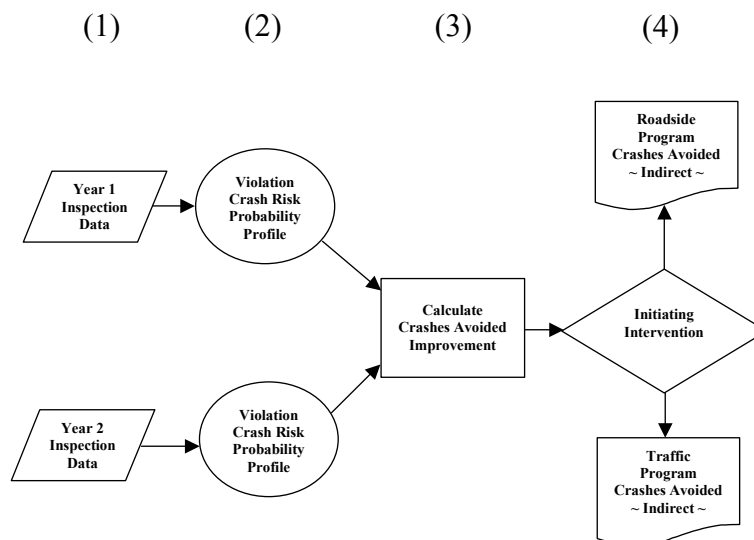 (1)
(2)
(3)
(4)
Year 1
Inspection
Data
Violation
Crash Risk
Probability
Profile
Year 2
Inspection
Data
Violation
Crash Risk
Probability
Profile
Calculate
Crashes Avoided
Improvement
Initiating
Intervention
Roadside
Program
Crashes Avoided
~ Indirect ~
Traffic
Program
Crashes Avoided
~ Indirect ~